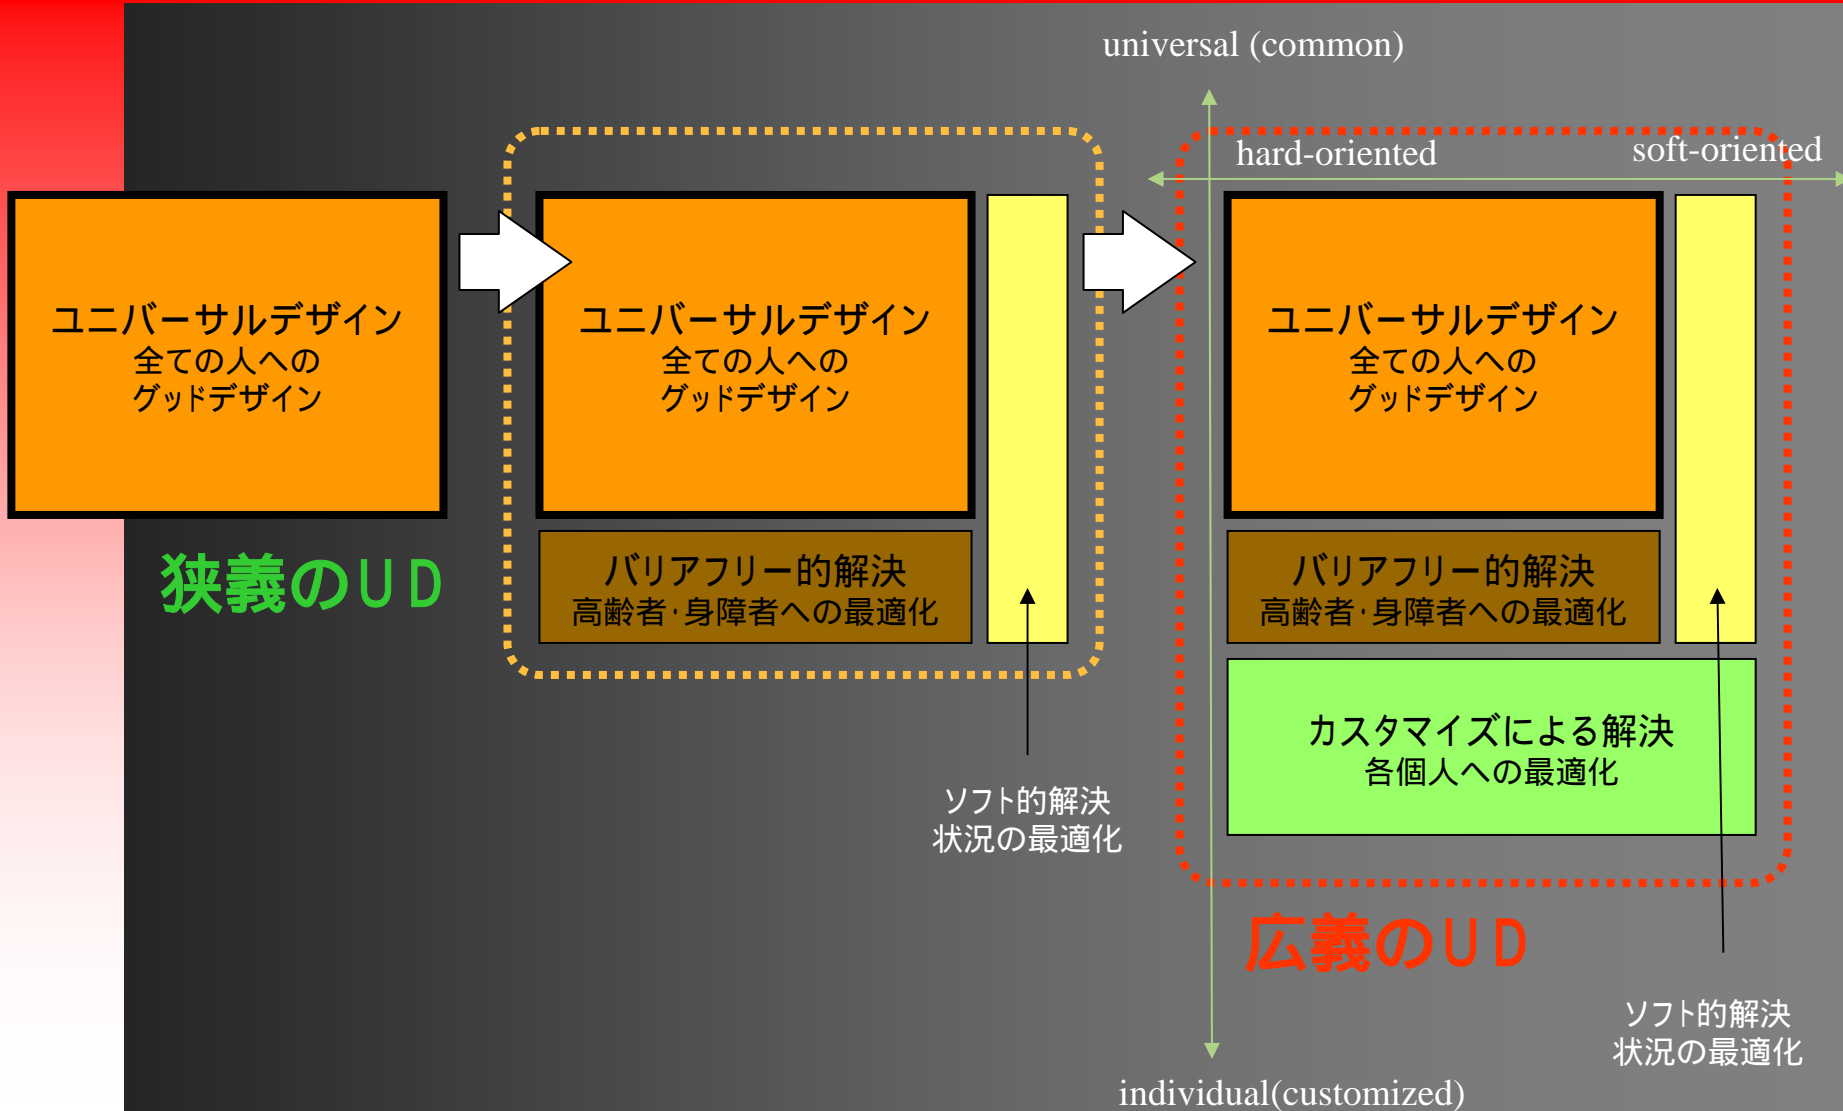 universal (common)
hard-oriented
soft-oriented
ユニバーサルデザイン
全ての人への
グッドデザイン
狭義のＵＤ
ユニバーサルデザイン
全ての人への
グッドデザイン
バリアフリー的解決
高齢者・身障者への最適化
ソフト的解決
状況の最適化
ユニバーサルデザイン
全ての人への
グッドデザイン
バリアフリー的解決
高齢者・身障者への最適化
カスタマイズによる解決
各個人への最適化
広義のＵＤ
ソフト的解決
状況の最適化
individual(customized)